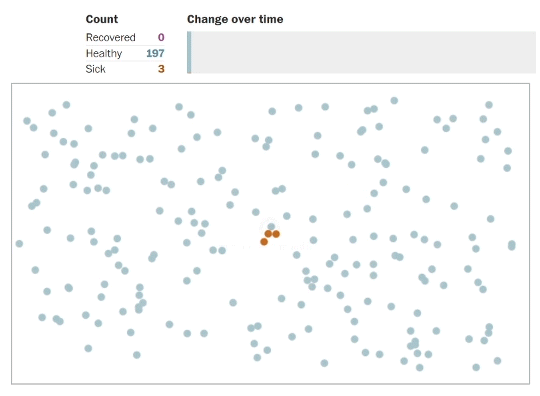 Count
Change over time
Recovered 0
Healthy 197
Sick 3